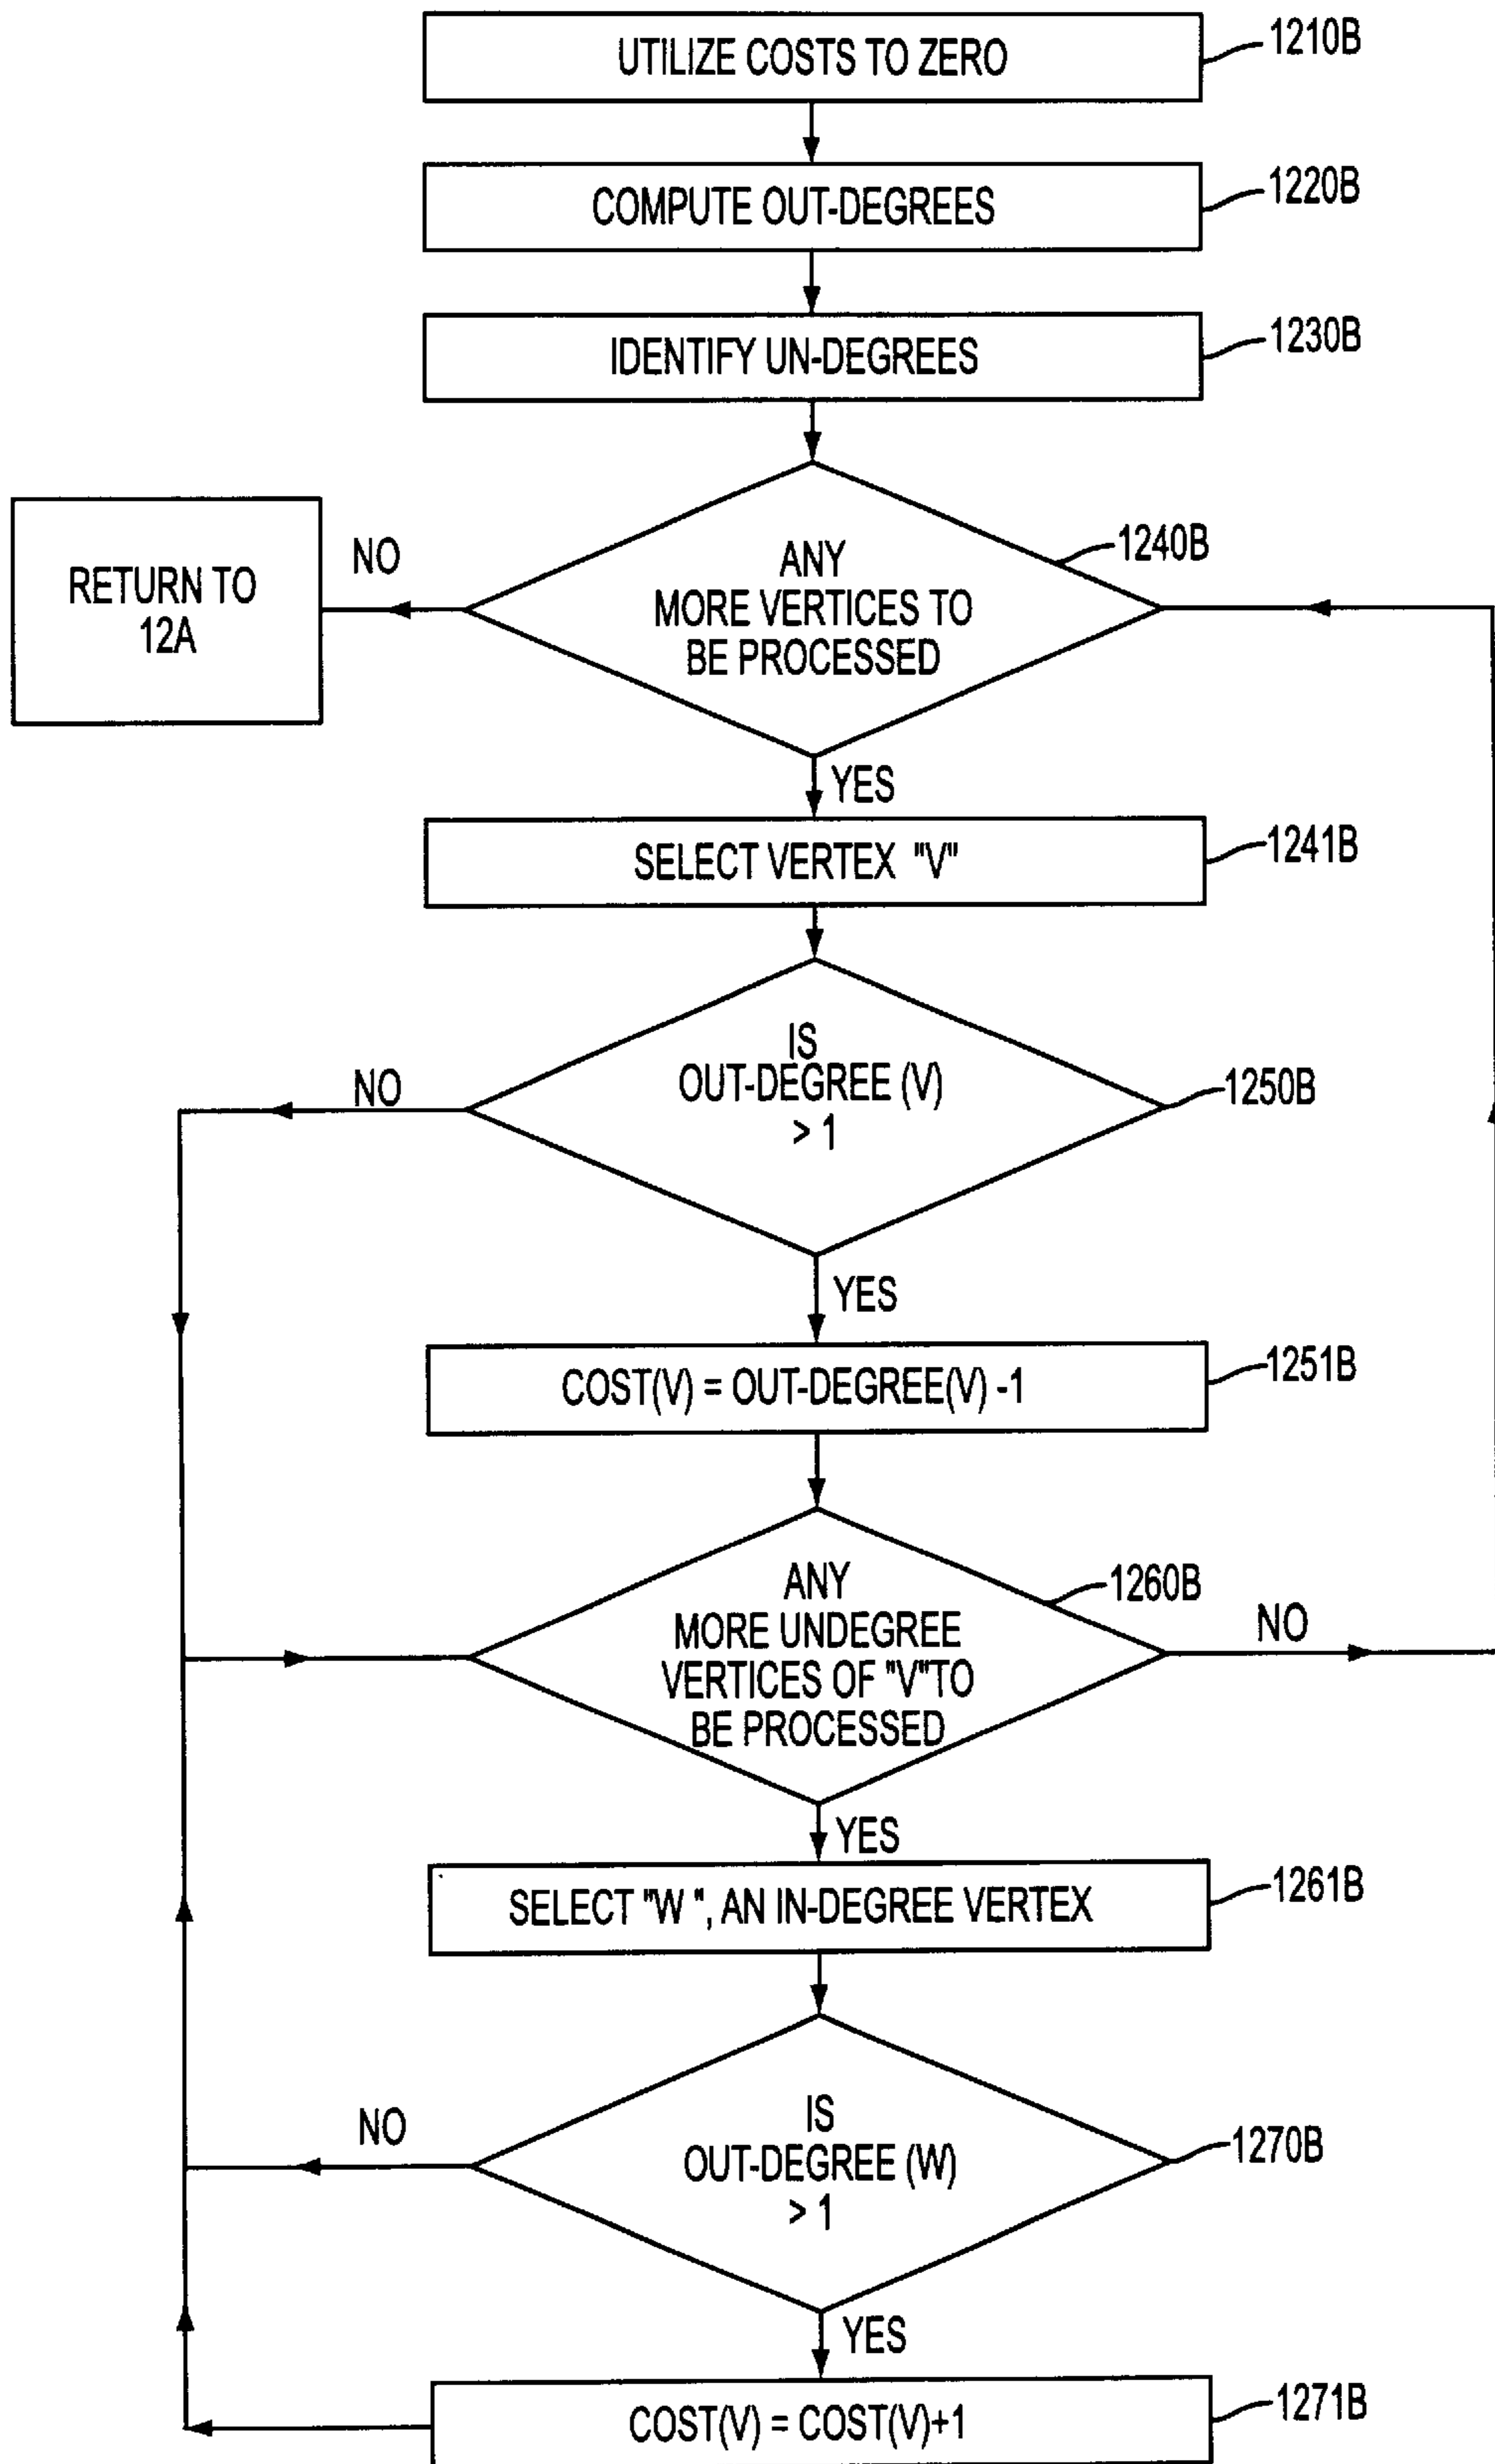 UTILIZE COSTS TO ZERO
1210B
COMPUTE OUT-DEGREES
1220B
IDENTIFY UN-DEGREES
1230B
RETURN TO
12A
NO
ANY
MORE VERTICES TO
BE PROCESSED
1240B
YES
SELECT VERTEX "V"
1241B
NO
IS
OUT-DEGREE (V)
> 1
1250B
YES
COST(V) = OUT-DEGREE(V) -1
1251B
ANY
MORE UNDEGREE
VERTICES OF "V"TO
BE PROCESSED
1260B
NO
YES
SELECT "W ", AN IN-DEGREE VERTEX
1261B
NO
IS
OUT-DEGREE (W)
> 1
1270B
YES
COST(V) = COST(V)+1
1271B